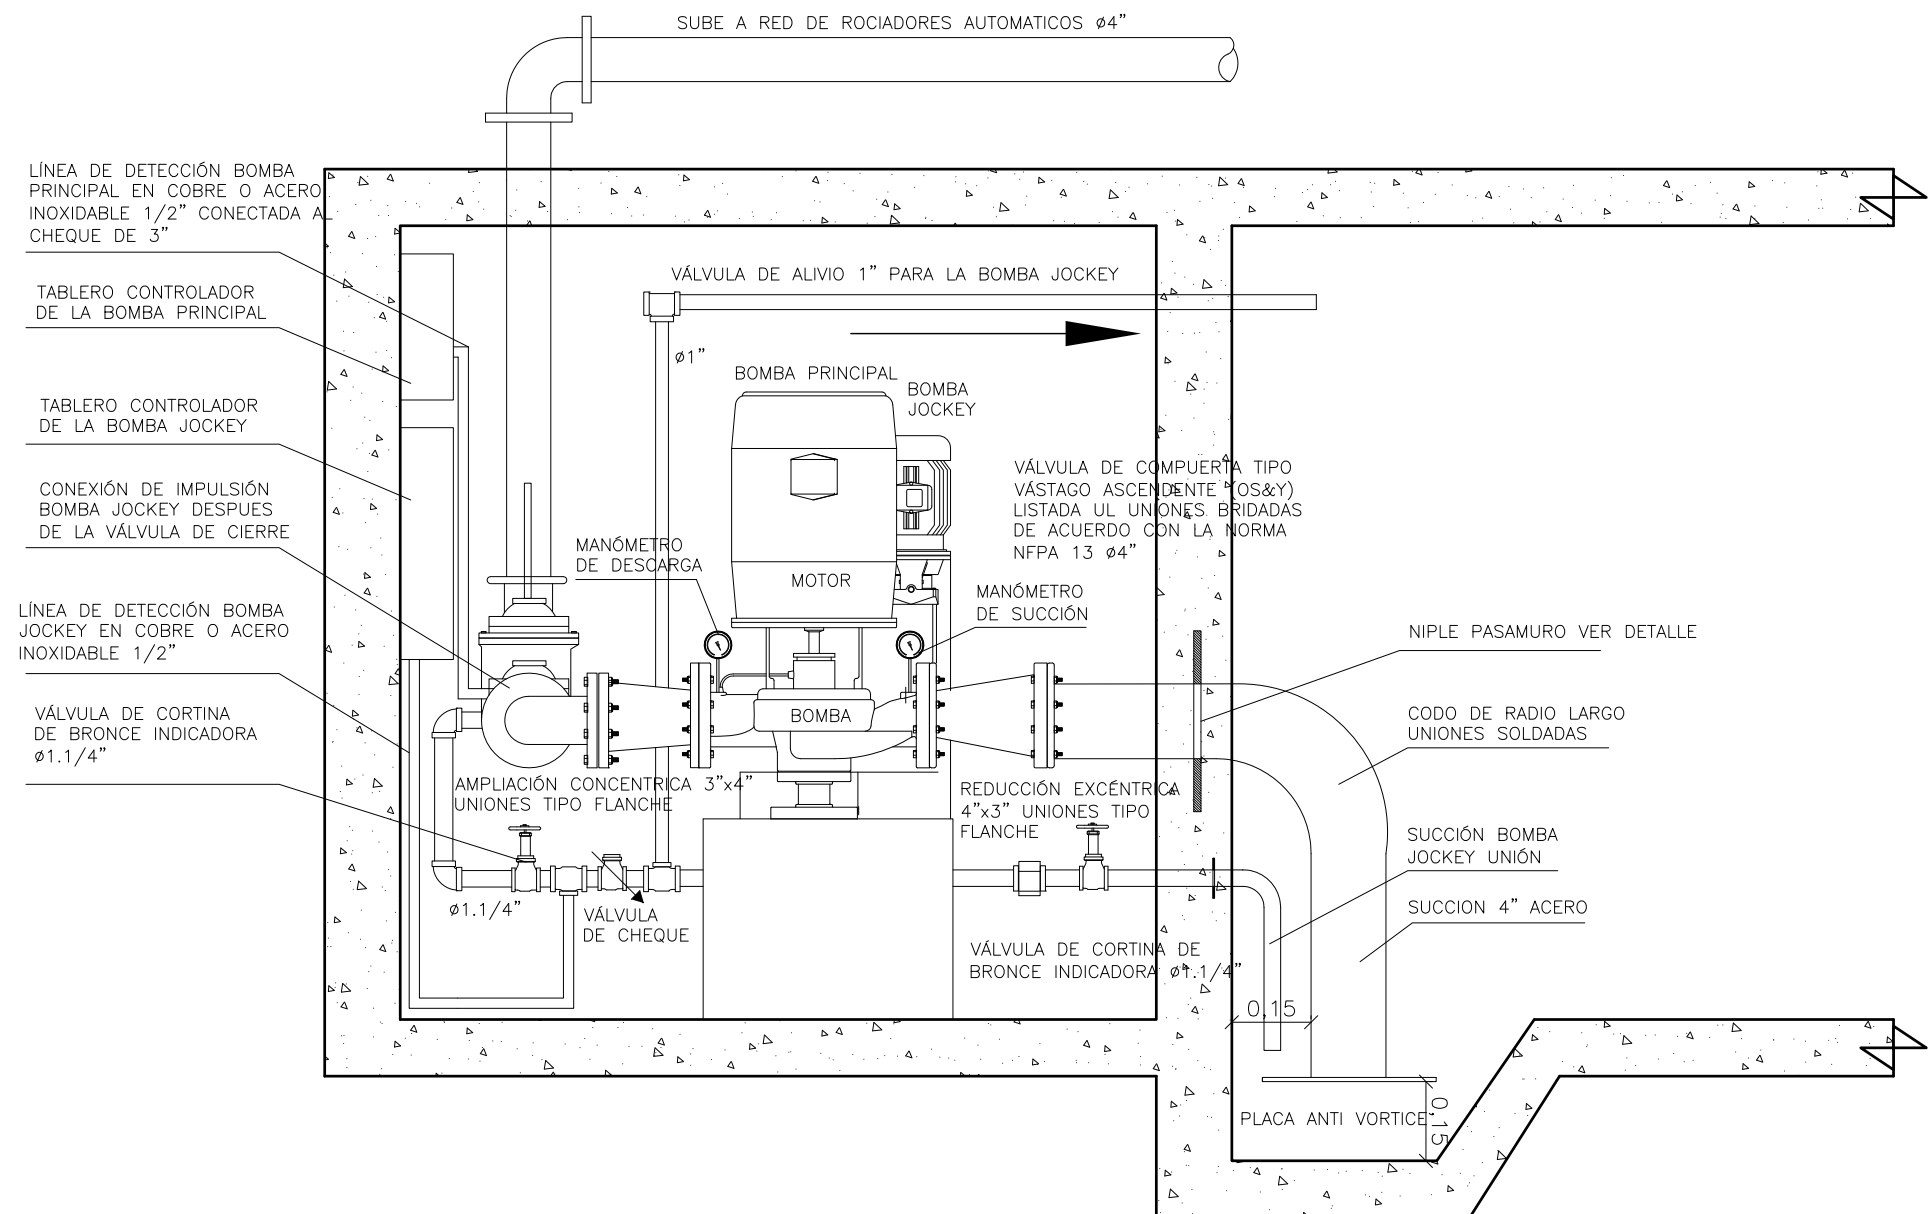 SUBE A RED DE ROCIADORES AUTOMATICOS ø4”
LÍNEA DE DETECCIÓN BOMBA
PRINCIPAL EN COBRE O ACERO
INOXIDABLE 1/2” CONECTADA AL
CHEQUE DE 3”
TABLERO CONTROLADOR
DE LA BOMBA PRINCIPAL
TABLERO CONTROLADOR
DE LA BOMBA JOCKEY
CONEXIÓN DE IMPULSIÓN
BOMBA JOCKEY DESPUES
DE LA VÁLVULA DE CIERRE
LÍNEA DE DETECCIÓN BOMBA
JOCKEY EN COBRE O ACERO
INOXIDABLE 1/2”
VÁLVULA DE CORTINA
DE BRONCE INDICADORA
ø1.1/4”
VÁLVULA DE ALIVIO 1” PARA LA BOMBA JOCKEY
ø1”
BOMBA PRINCIPAL
BOMBA
JOCKEY
VÁLVULA DE COMPUERTA TIPO
VÁSTAGO ASCENDENTE (OS&Y)
LISTADA UL UNIONES BRIDADAS
DE ACUERDO CON LA NORMA
NFPA 13 ø4”
MANÓMETRO
DE DESCARGA
MOTOR
MANÓMETRO
DE SUCCIÓN
BOMBA
AMPLIACIÓN CONCENTRICA 3”x4”
UNIONES TIPO FLANCHE
REDUCCIÓN EXCÉNTRICA
4”x3” UNIONES TIPO
FLANCHE
ø1.1/4”
VÁLVULA
DE CHEQUE
VÁLVULA DE CORTINA DE
BRONCE INDICADORA ø1.1/4”
NIPLE PASAMURO VER DETALLE
CODO DE RADIO LARGO
UNIONES SOLDADAS
SUCCIÓN BOMBA
JOCKEY UNIÓN
SUCCION 4” ACERO
0,15
PLACA ANTI VORTICE
0,15